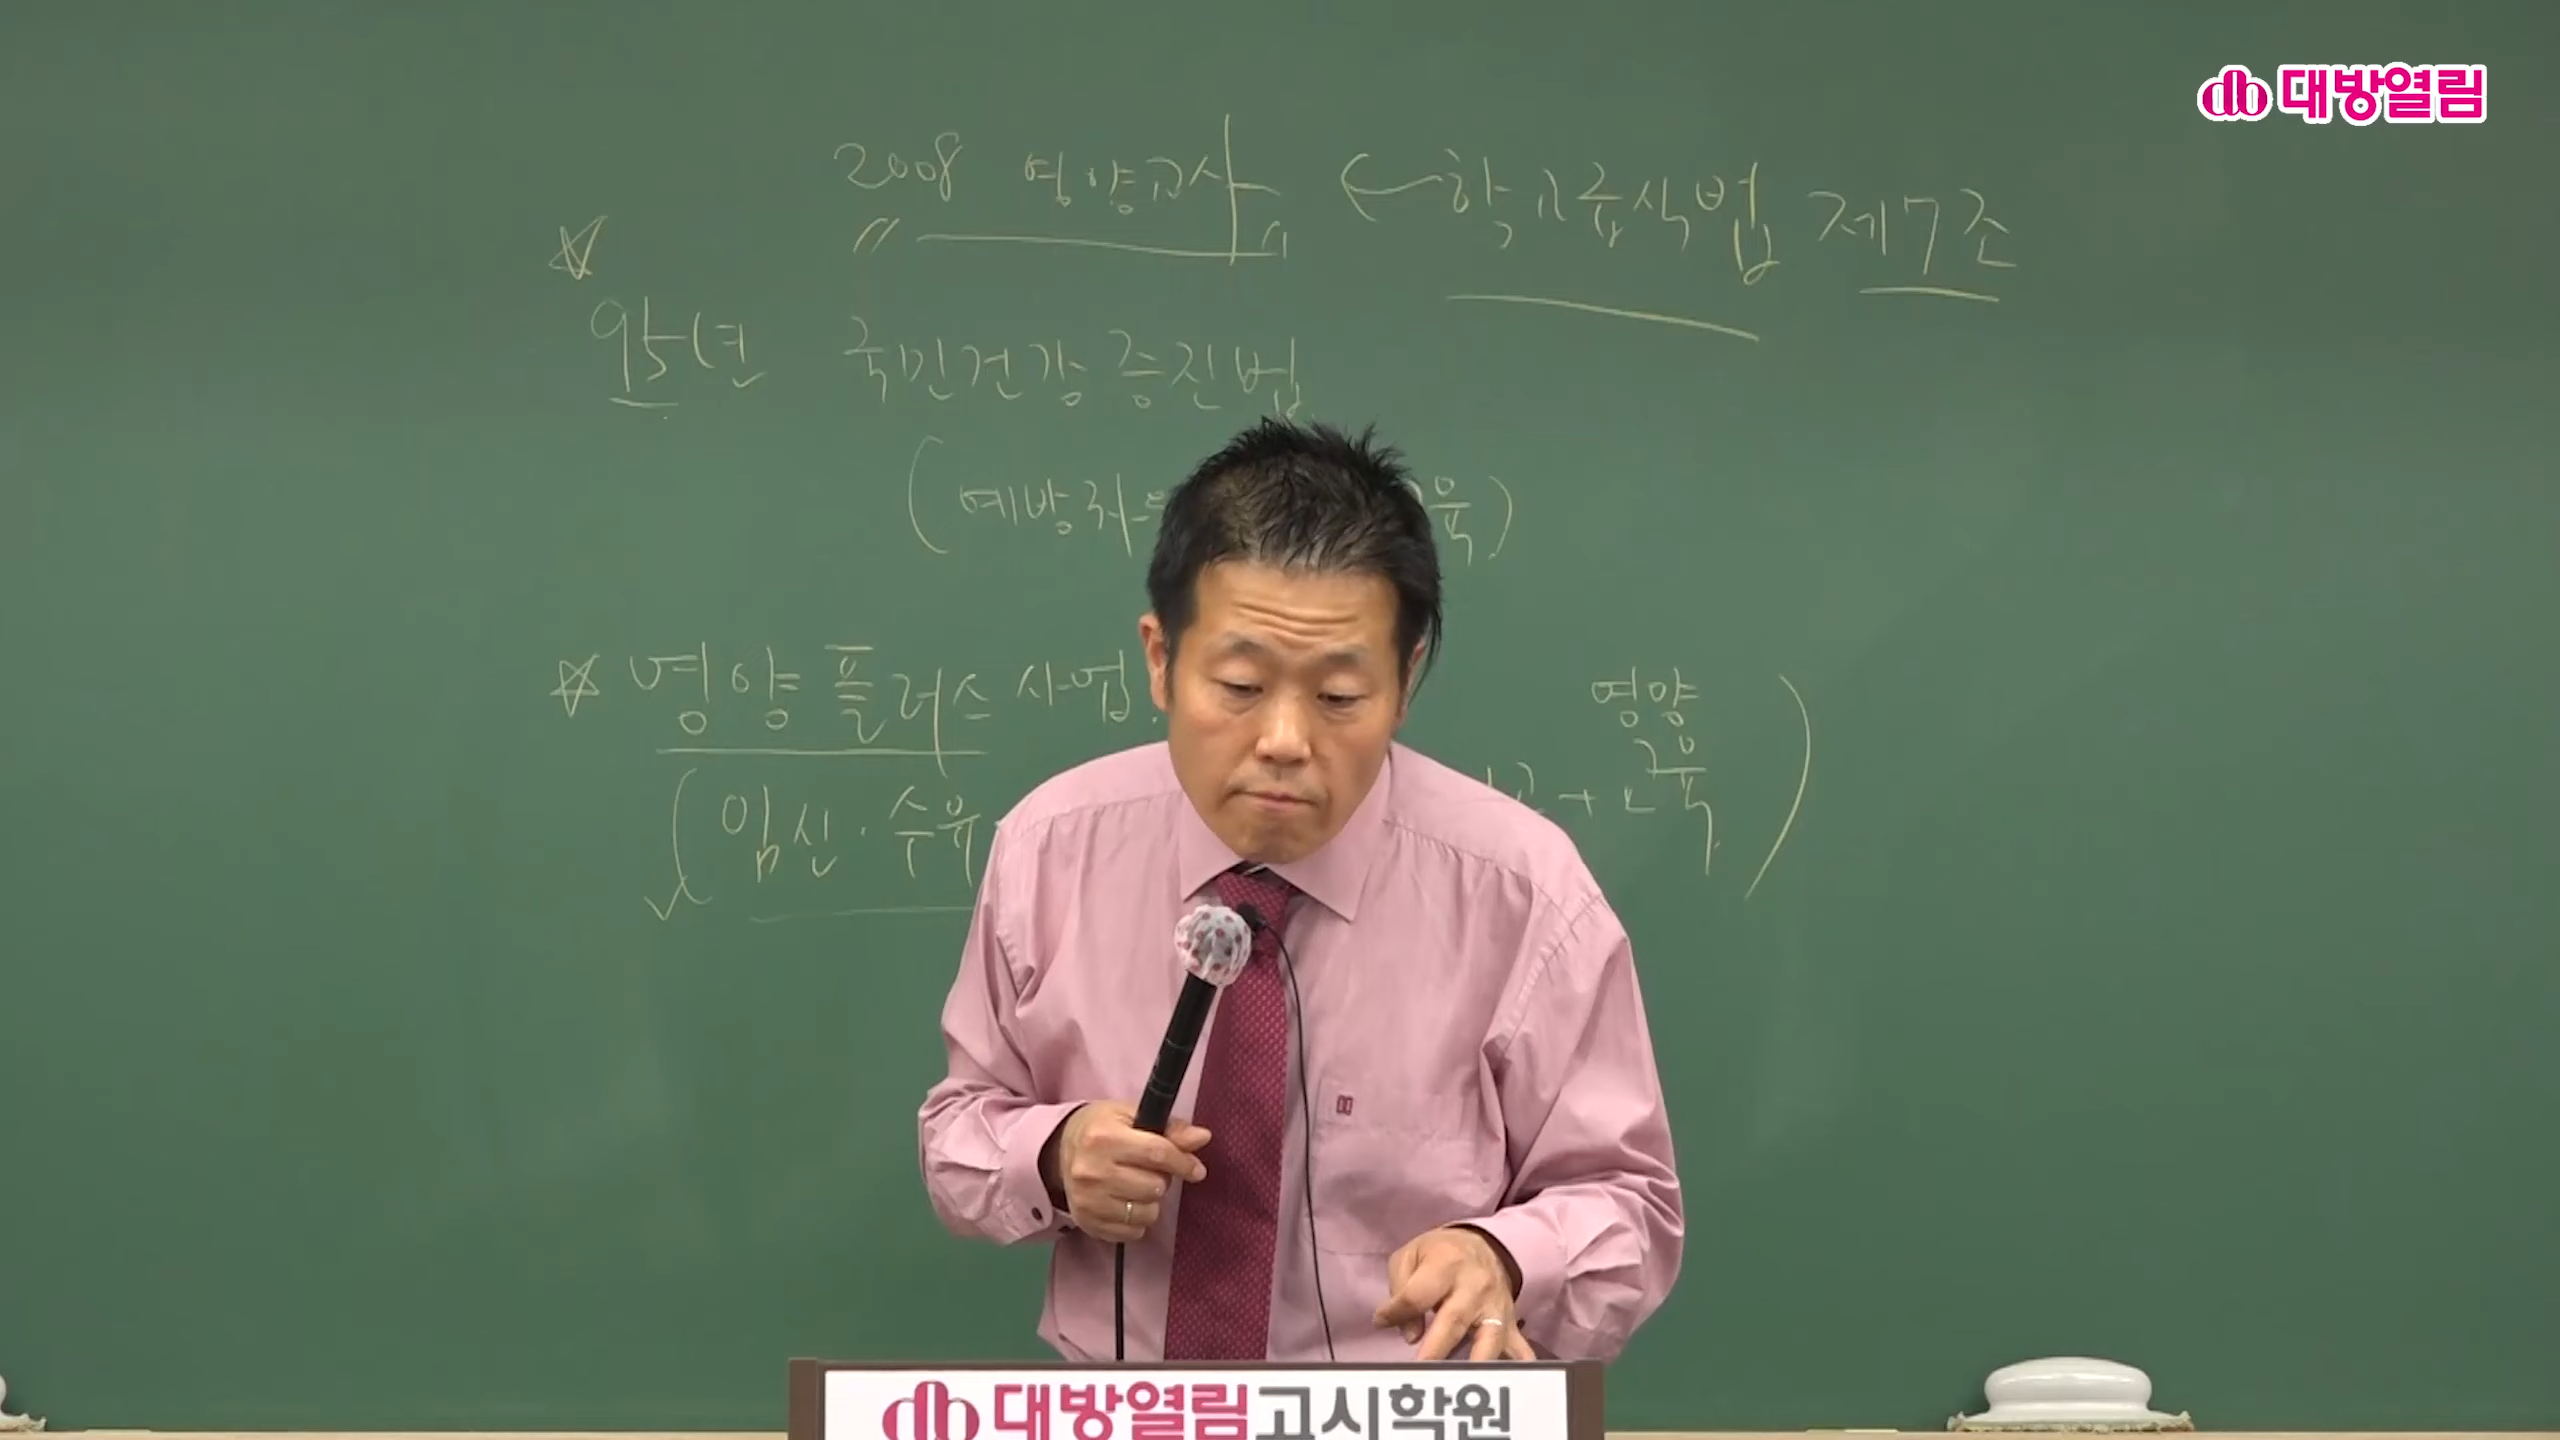 대방열림
2008 영양교사 ← 학교급식법 제7조
☆
95년 국민건강증진법
(예방차 육)
☆ 영양플러스 사업. 영양
(임신·수유 + 교육)
대방열림고시학원